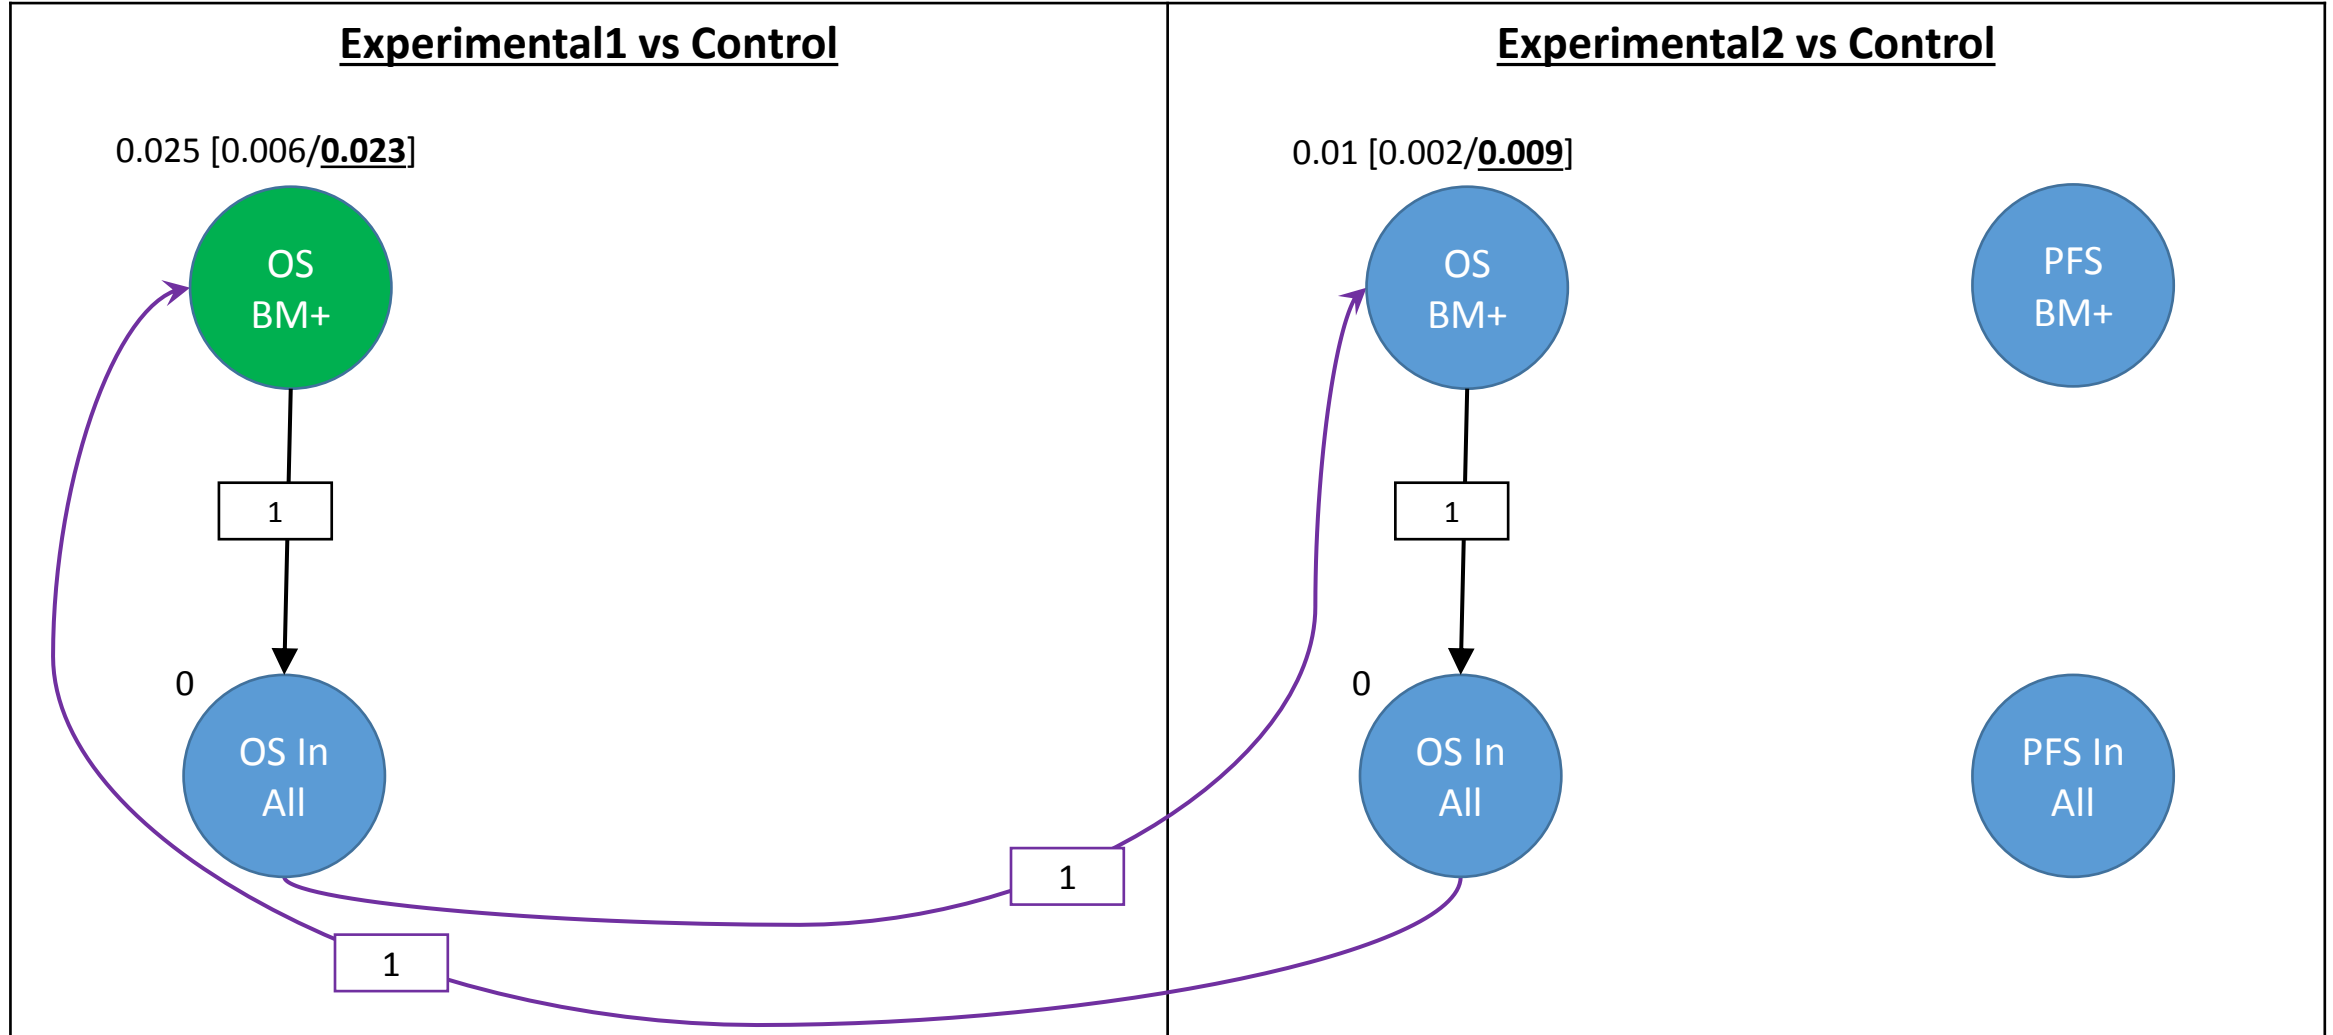 Experimental1 vs Control
Experimental2 vs Control
0.025 [0.006/0.023]
0.01 [0.002/0.009]
OS
BM+
OS
BM+
PFS
BM+
1
1
0
0
OS In
All
OS In
All
PFS In
All
1
1